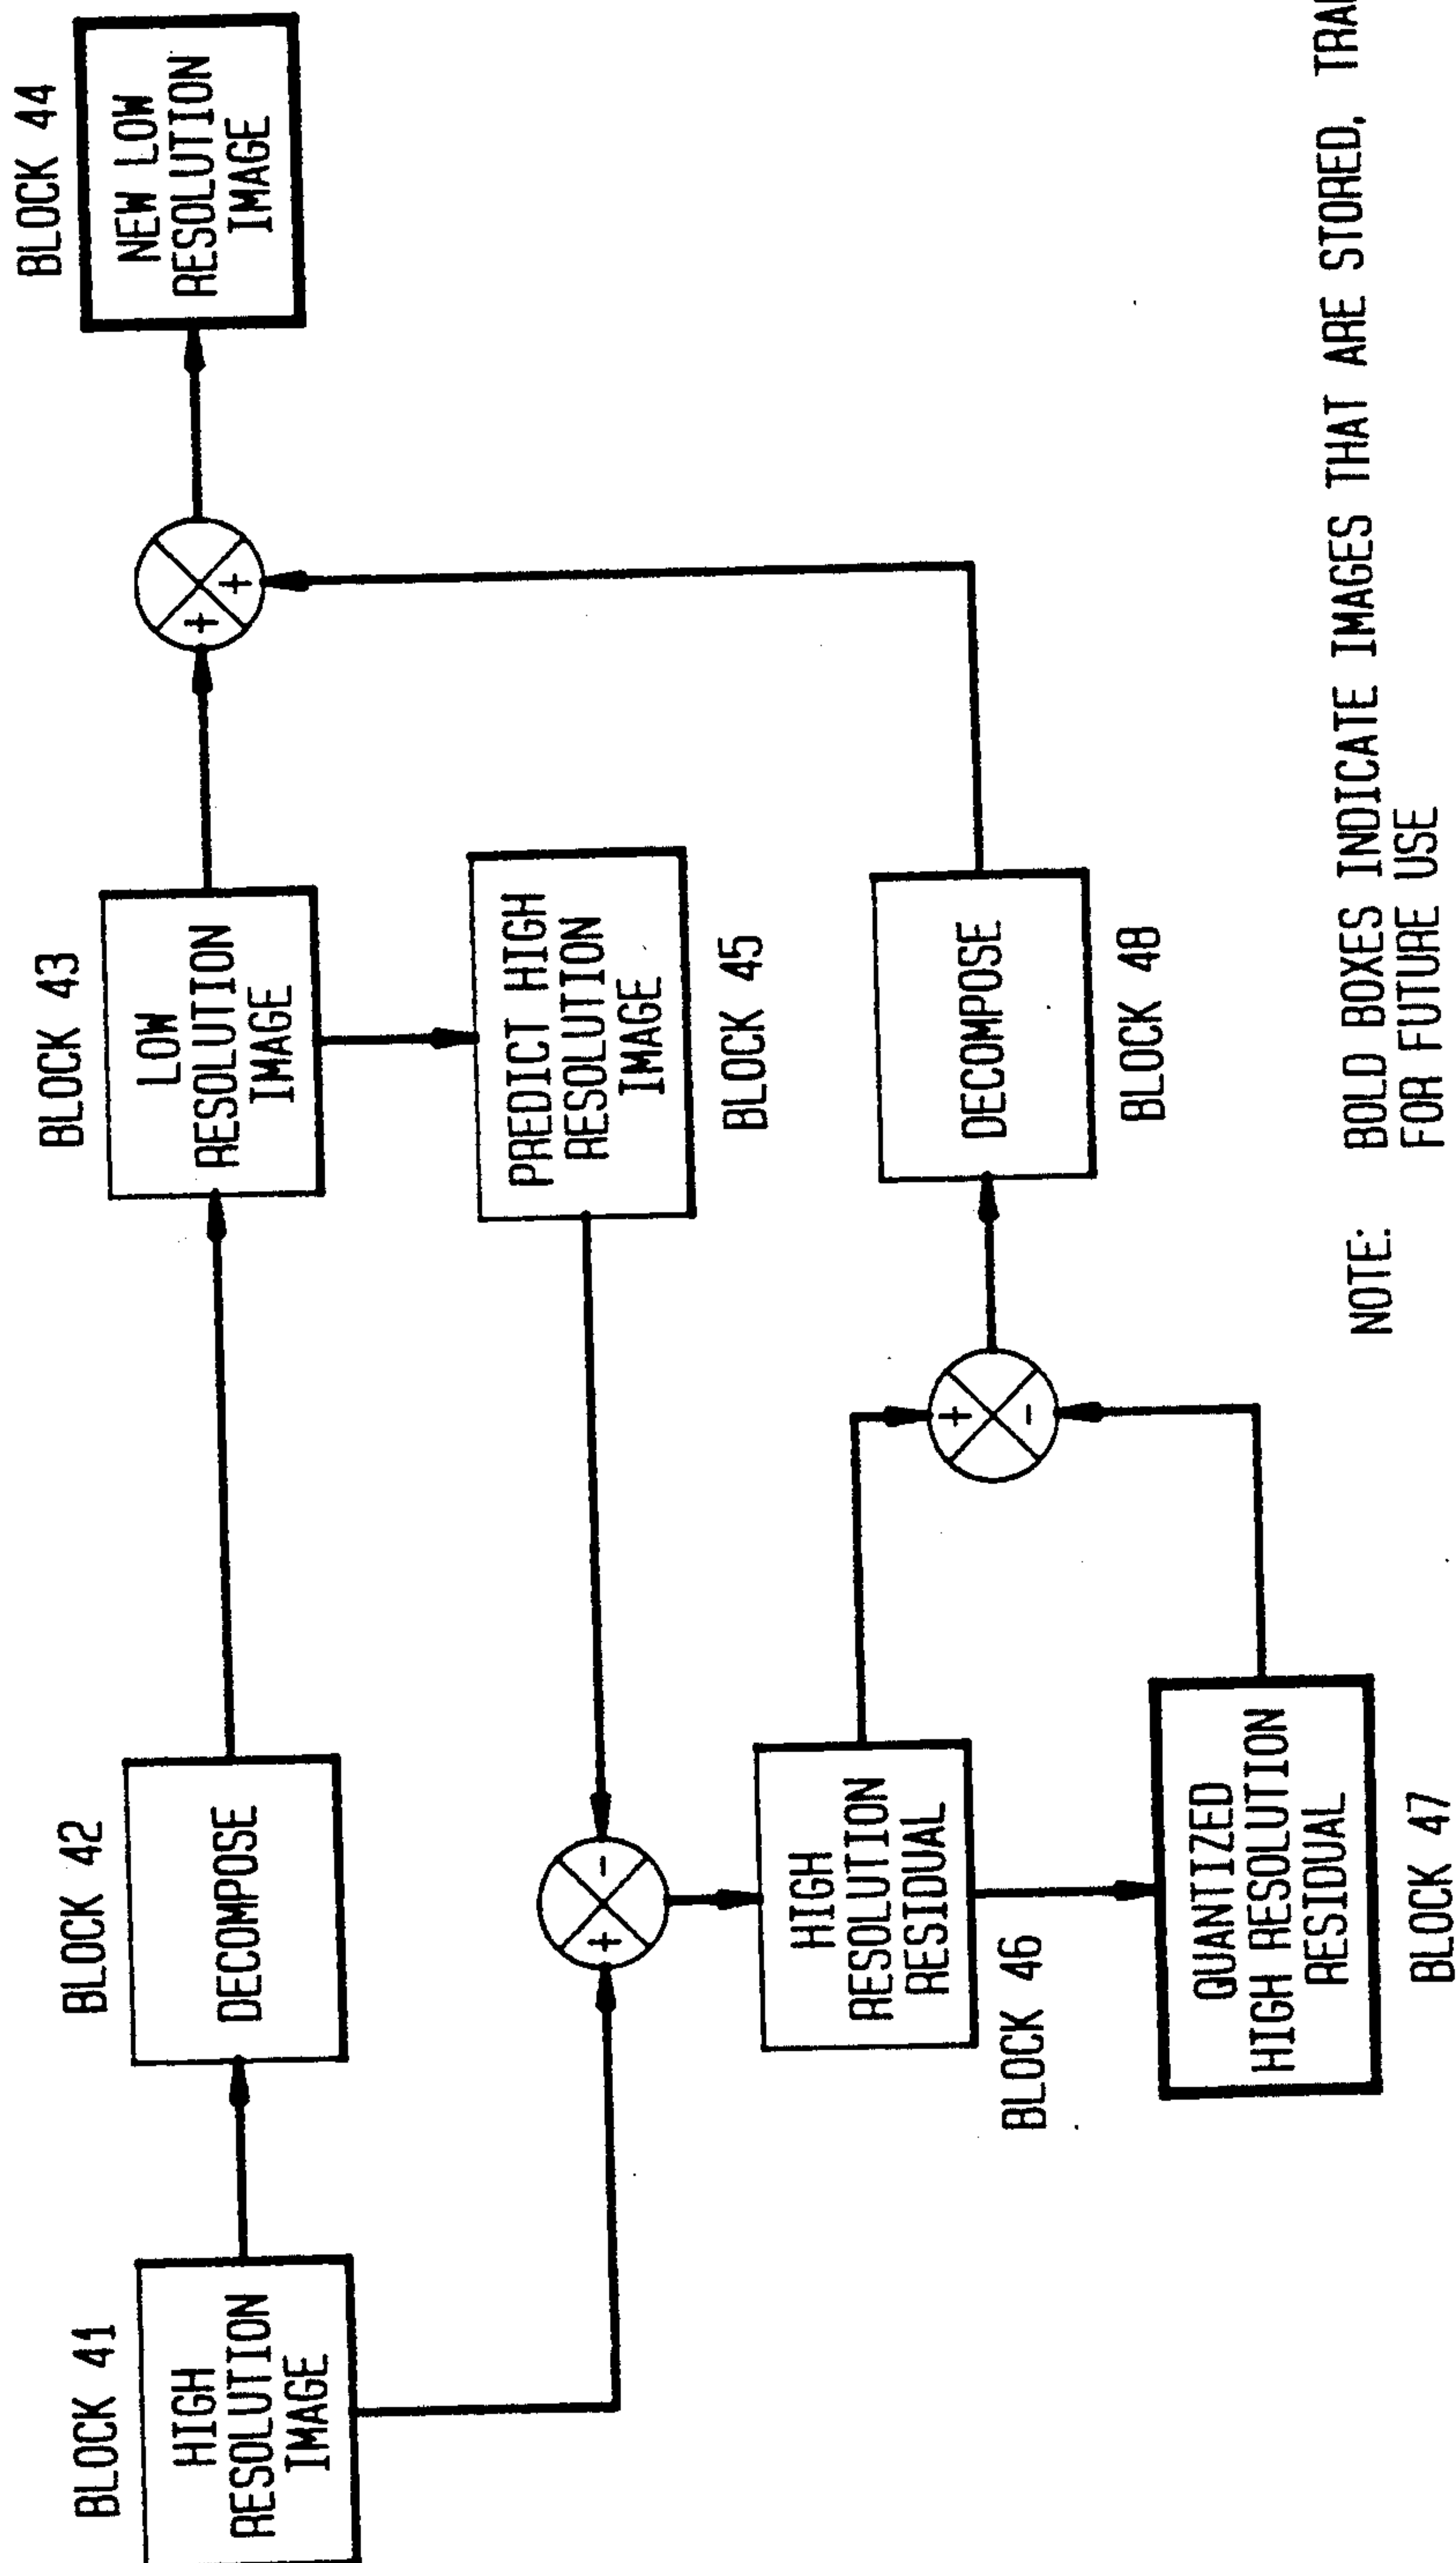 BLOCK 41
HIGH
RESOLUTION
IMAGE
BLOCK 42
DECOMPOSE
BLOCK 43
LOW
RESOLUTION
IMAGE
BLOCK 44
NEW LOW
RESOLUTION
IMAGE
+
+
PREDICT HIGH
RESOLUTION
IMAGE
BLOCK 45
+
-
HIGH
RESOLUTION
RESIDUAL
BLOCK 46
+
-
DECOMPOSE
BLOCK 48
QUANTIZED
HIGH RESOLUTION
RESIDUAL
BLOCK 47
NOTE: BOLD BOXES INDICATE IMAGES THAT ARE STORED,
FOR FUTURE USE